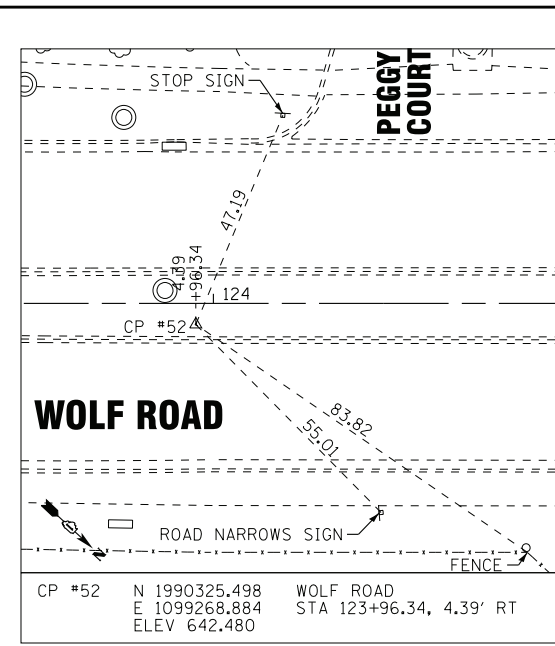 STOP SIGN
PEGGY
COURT
47.19
4.39
+96.34
124
CP #52
WOLF ROAD
83.82
55.01
ROAD NARROWS SIGN
N
FENCE
CP #52 N 1990325.498 WOLF ROAD
E 1099268.884 STA 123+96.34, 4.39' RT
ELEV 642.480